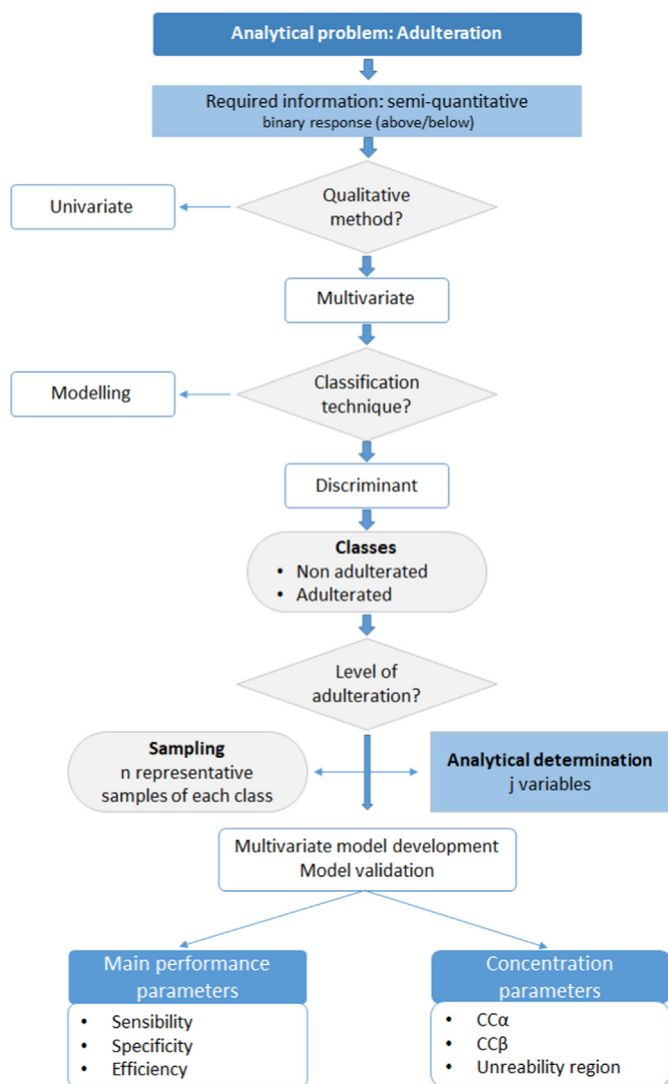 Analytical problem: Adulteration
Required information: semi-quantitative
binary response (above/below)
Qualitative
method?
Univariate
Multivariate
Classification
technique?
Modelling
Discriminant
Classes
• Non adulterated
• Adulterated
Level of
adulteration?
Sampling
n representative
samples of each class
Analytical determination
j variables
Multivariate model development
Model validation
Main performance
parameters
• Sensibility
• Specificity
• Efficiency
Concentration
parameters
• CCα
• CCβ
• Unreability region